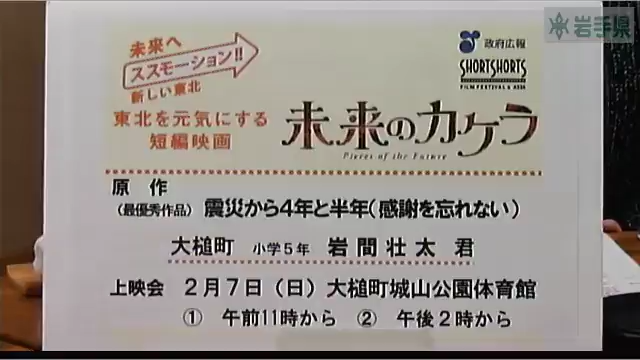 岩手県
未来へ
ススモーション!!
新しい東北
政府広報
SHORTSHORTS
FILM FESTIVAL & ASIA
東北を元気にする
短編映画
未来のカケラ
Pieces of the Future
原作
(最優秀作品) 震災から4年と半年(感謝を忘れない)
大槌町 小学5年 岩間壮太 君
上映会 2月7日(日) 大槌町城山公園体育館
① 午前11時から ② 午後2時から